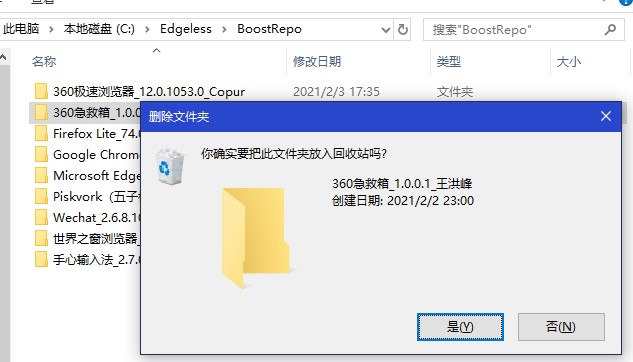 查看
此电脑 › 本地磁盘 (C:) › Edgeless › BoostRepo
搜索"BoostRepo"
名称
修改日期
类型
大小
360极速浏览器_12.0.1053.0_Copur
2021/2/3 17:35
文件夹
360急救箱_1.0.0
Firefox Lite_74.
Google Chrom
Microsoft Edge
Piskvork（五子
Wechat_2.6.8.10
世界之窗浏览器_
手心输入法_2.7.
删除文件夹
你确实要把此文件夹放入回收站吗?
360急救箱_1.0.0.1_王洪峰
创建日期: 2021/2/2 23:00
是(Y)
否(N)